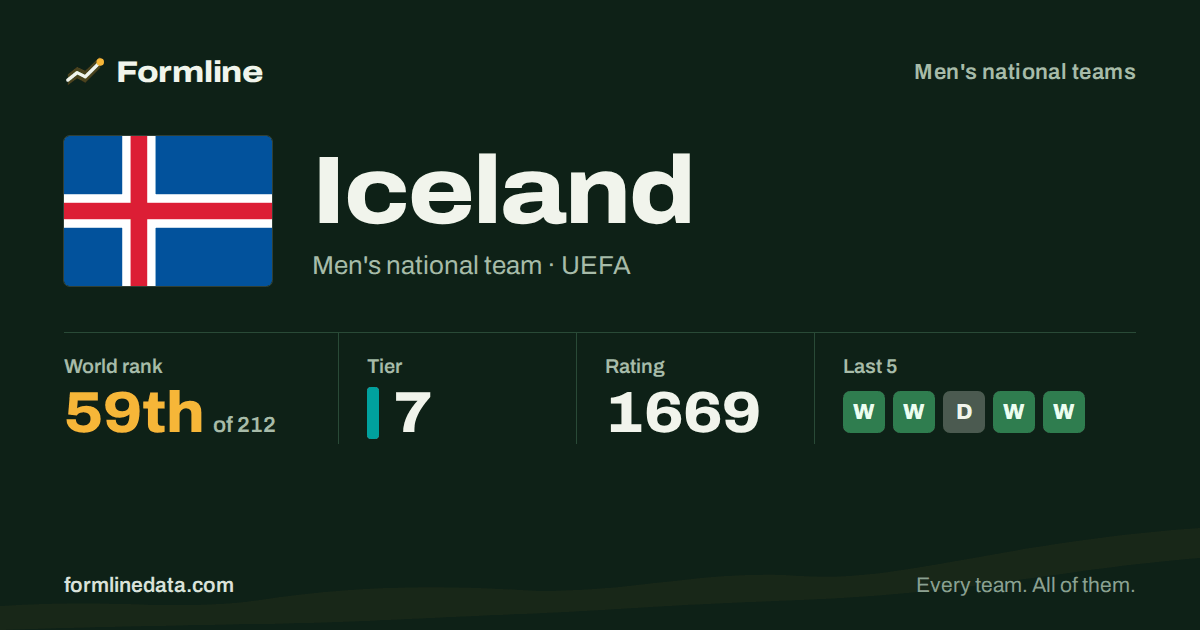 Formline
Men's national teams
Iceland
Men's national team · UEFA
World rank
59th of 212
Tier
7
Rating
1669
Last 5
W W D W W
formlinedata.com
Every team. All of them.